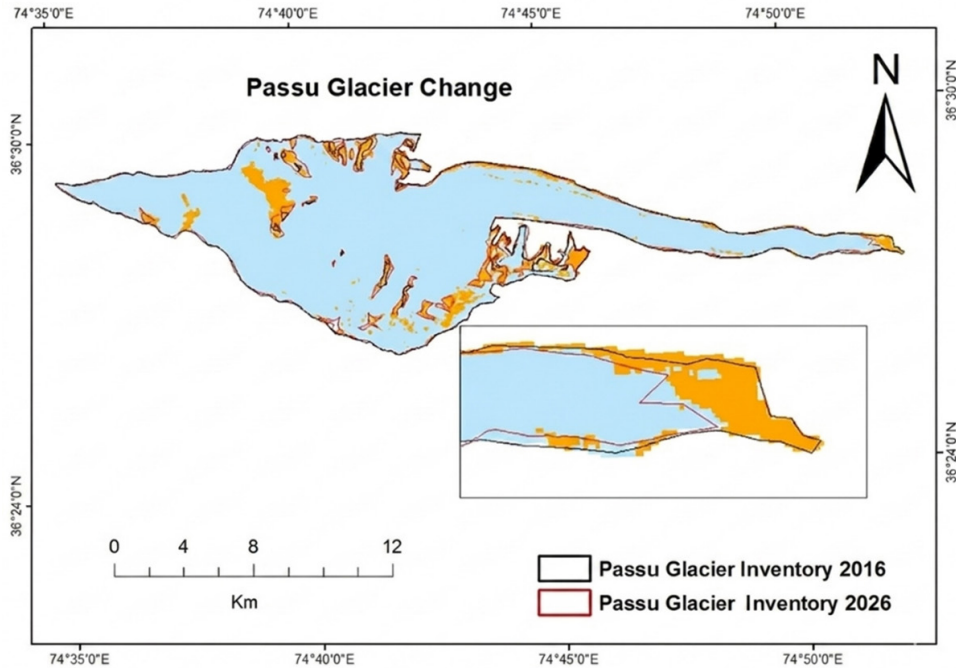 74°35'0"E 74°40'0"E 74°45'0"E 74°50'0"E
Passu Glacier Change
N
36°30'0"N
36°30'0"N
36°24'0"N
36°24'0"N
0 4 8 12
Km
Passu Glacier Inventory 2016
Passu Glacier Inventory 2026
74°35'0"E 74°40'0"E 74°45'0"E 74°50'0"E